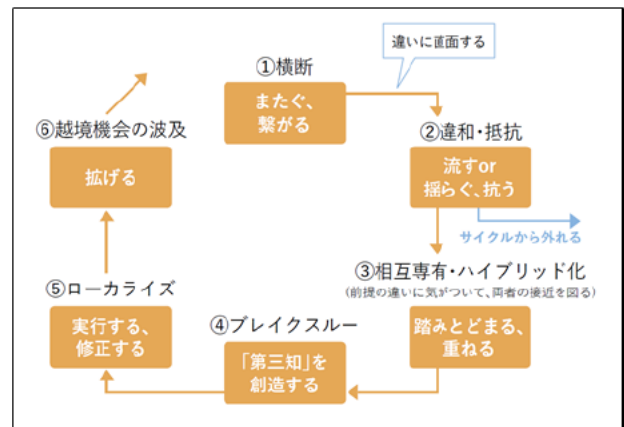 ①横断
またぐ、
繋がる
違いに直面する
②違和・抵抗
流すor
揺らぐ、抗う
サイクルから外れる
③相互専有・ハイブリッド化
(前提の違いに気がついて、両者の接近を図る)
踏みとどまる、
重ねる
④ブレイクスルー
「第三知」を
創造する
⑤ローカライズ
実行する、
修正する
⑥越境機会の波及
拡げる